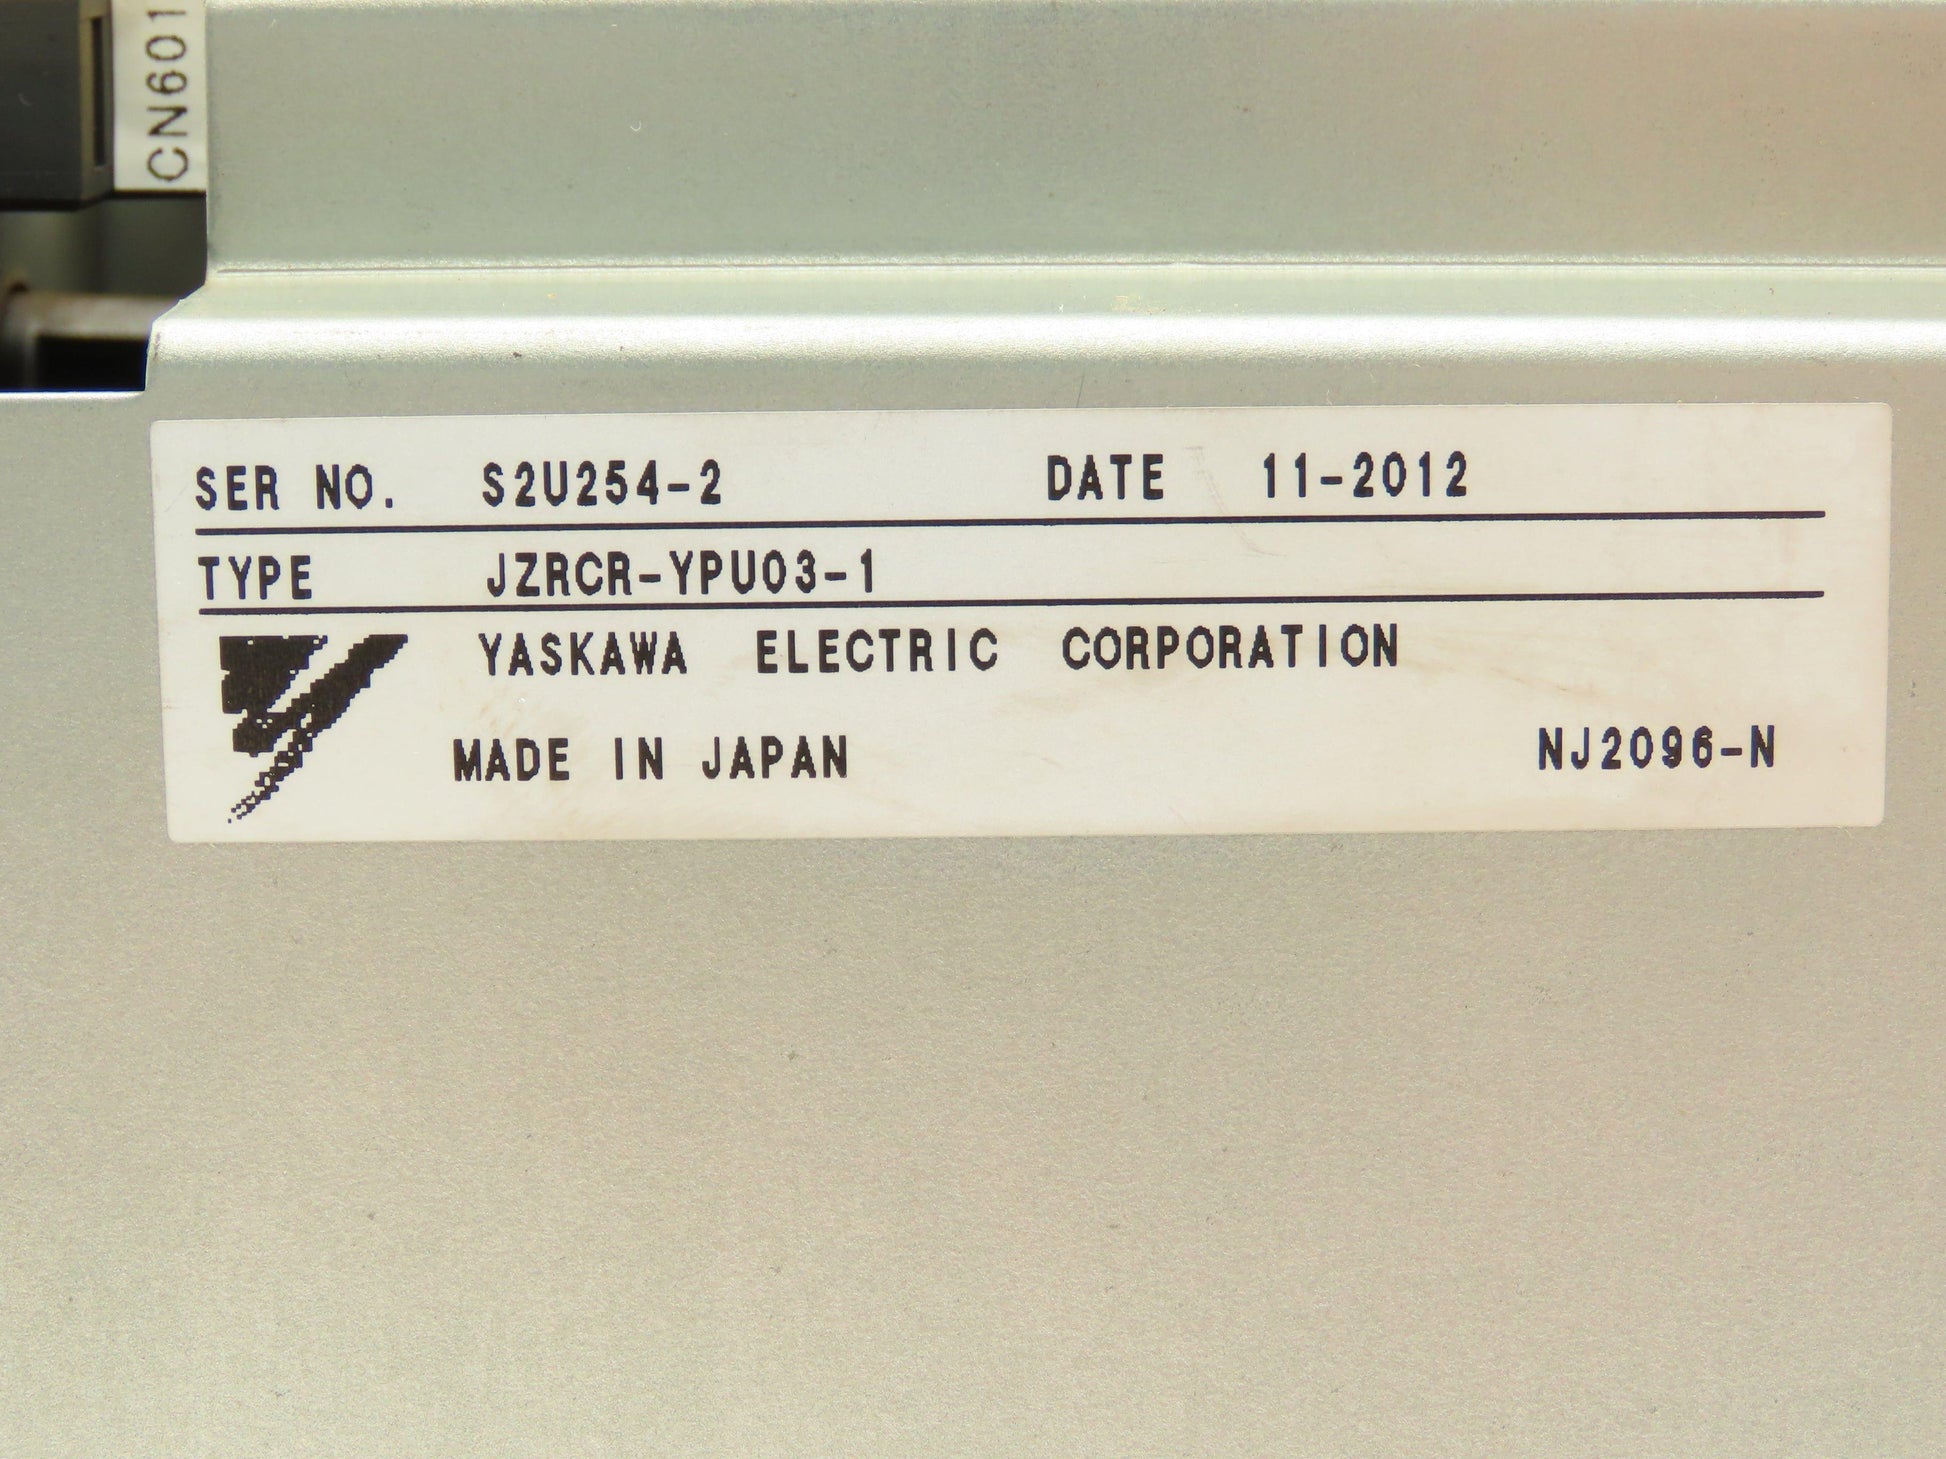 CN601
SER NO. S2U254-2 DATE 11-2012
TYPE JZRCR-YPU03-1
YASKAWA ELECTRIC CORPORATION
MADE IN JAPAN NJ2096-N